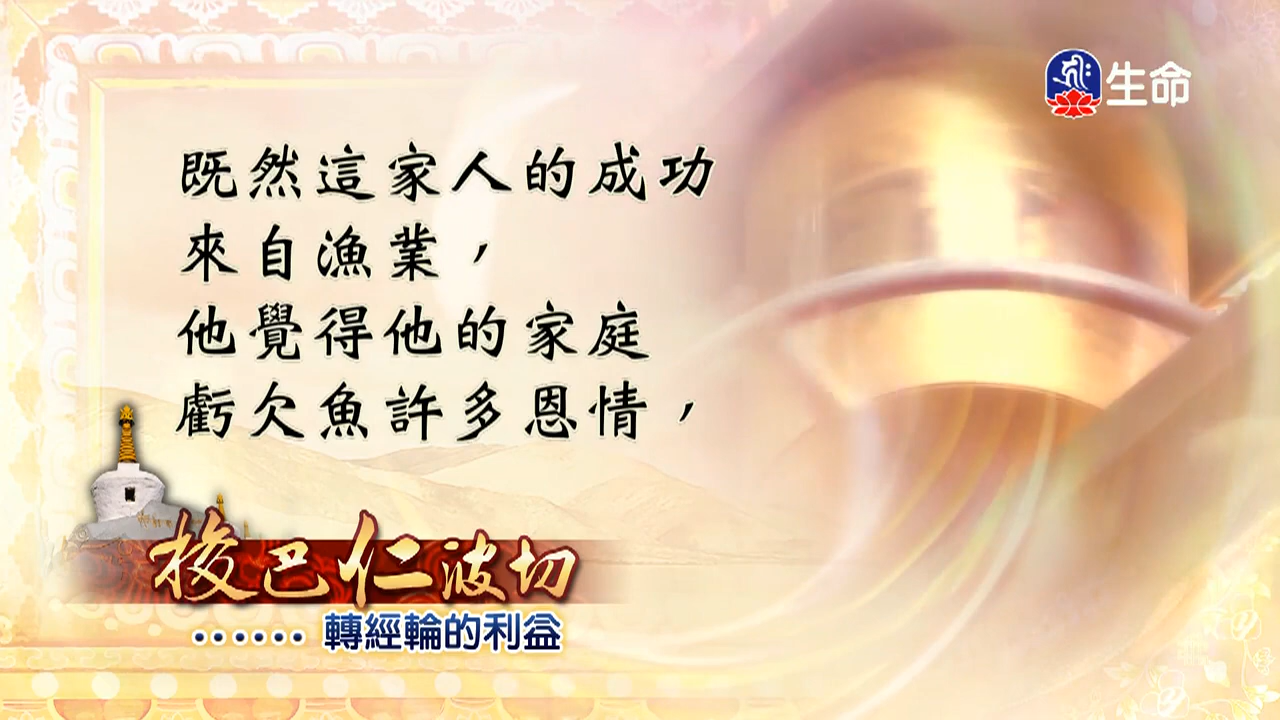 生命
既然這家人的成功
來自漁業，
他覺得他的家庭
虧欠魚許多恩情，
梭巴仁波切
······ 轉經輪的利益